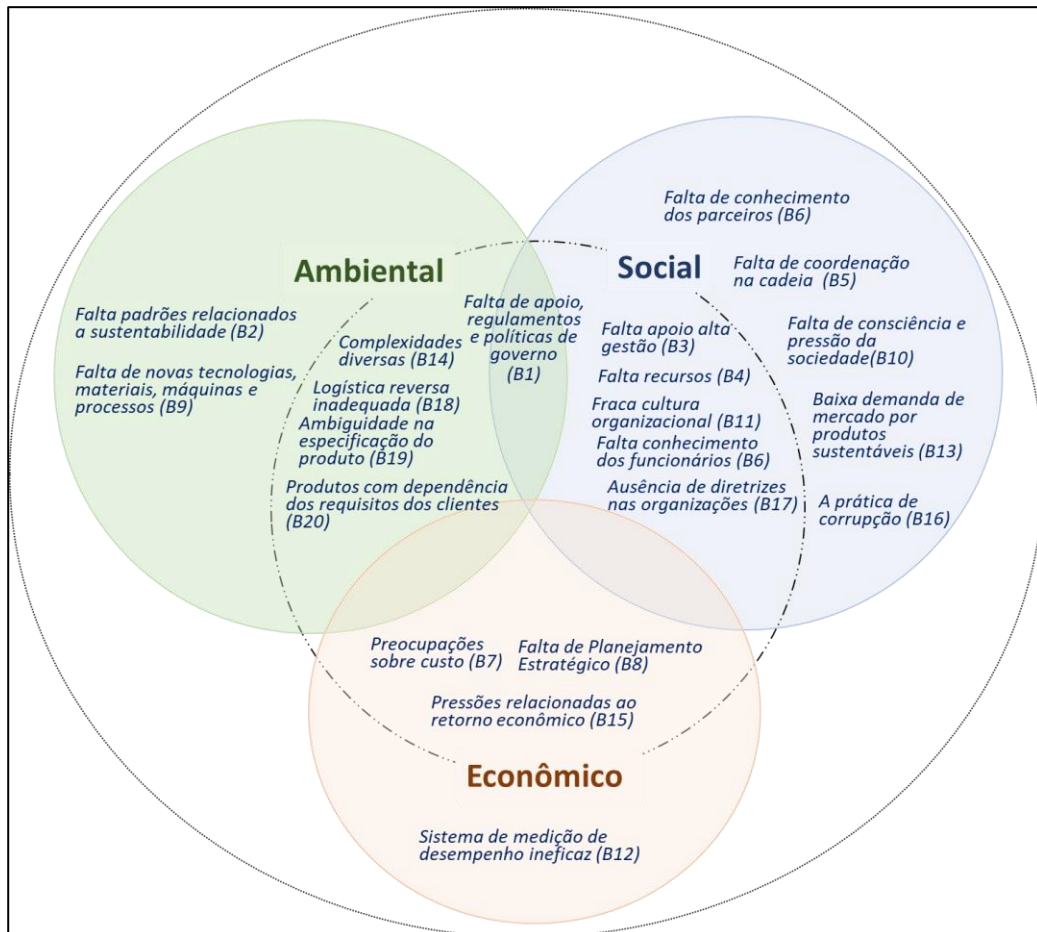 Ambiental
Falta padrões relacionados
a sustentabilidade (B2)
Falta de novas tecnologias,
materiais, máquinas e
processos (B9)
Complexidades
diversas (B14)
Logística reversa
inadequada (B18)
Ambiguidade na
especificação do
produto (B19)
Produtos com dependência
dos requisitos dos clientes
(B20)
Falta de apoio,
regulamentos
e políticas de
governo
(B1)
Social
Falta de conhecimento
dos parceiros (B6)
Falta de coordenação
na cadeia (B5)
Falta apoio alta
gestão (B3)
Falta recursos (B4)
Fraca cultura
organizacional (B11)
Falta conhecimento
dos funcionários (B6)
Ausência de diretrizes
nas organizações (B17)
Falta de consciência e
pressão da
sociedade(B10)
Baixa demanda de
mercado por
produtos
sustentáveis (B13)
A prática de
corrupção (B16)
Preocupações
sobre custo (B7)
Falta de Planejamento
Estratégico (B8)
Pressões relacionadas ao
retorno econômico (B15)
Econômico
Sistema de medição de
desempenho ineficaz (B12)